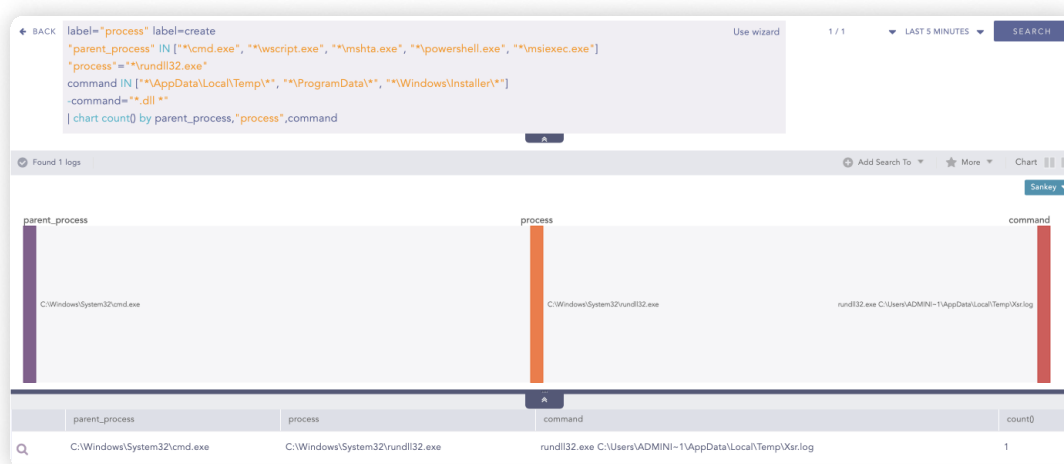 BACK
label="process" label=create
"parent_process" IN ["*\cmd.exe", "*\wscript.exe", "*\mshta.exe", "*\powershell.exe", "*\msiexec.exe"]
"process"="*\rundll32.exe"
command IN ["*\AppData\Local\Temp\*", "*\ProgramData\*", "*\Windows\Installer\*"]
-command="*.dll *"
| chart count() by parent_process,"process",command
Use wizard
1 / 1
LAST 5 MINUTES
SEARCH
Found 1 logs
Add Search To
More
Chart
Sankey
parent_process process command
C:\Windows\System32\cmd.exe C:\Windows\System32\rundll32.exe rundll32.exe C:\Users\ADMINI~1\AppData\Local\Temp\Xsr.log
parent_process process command count()
C:\Windows\System32\cmd.exe C:\Windows\System32\rundll32.exe rundll32.exe C:\Users\ADMINI~1\AppData\Local\Temp\Xsr.log 1